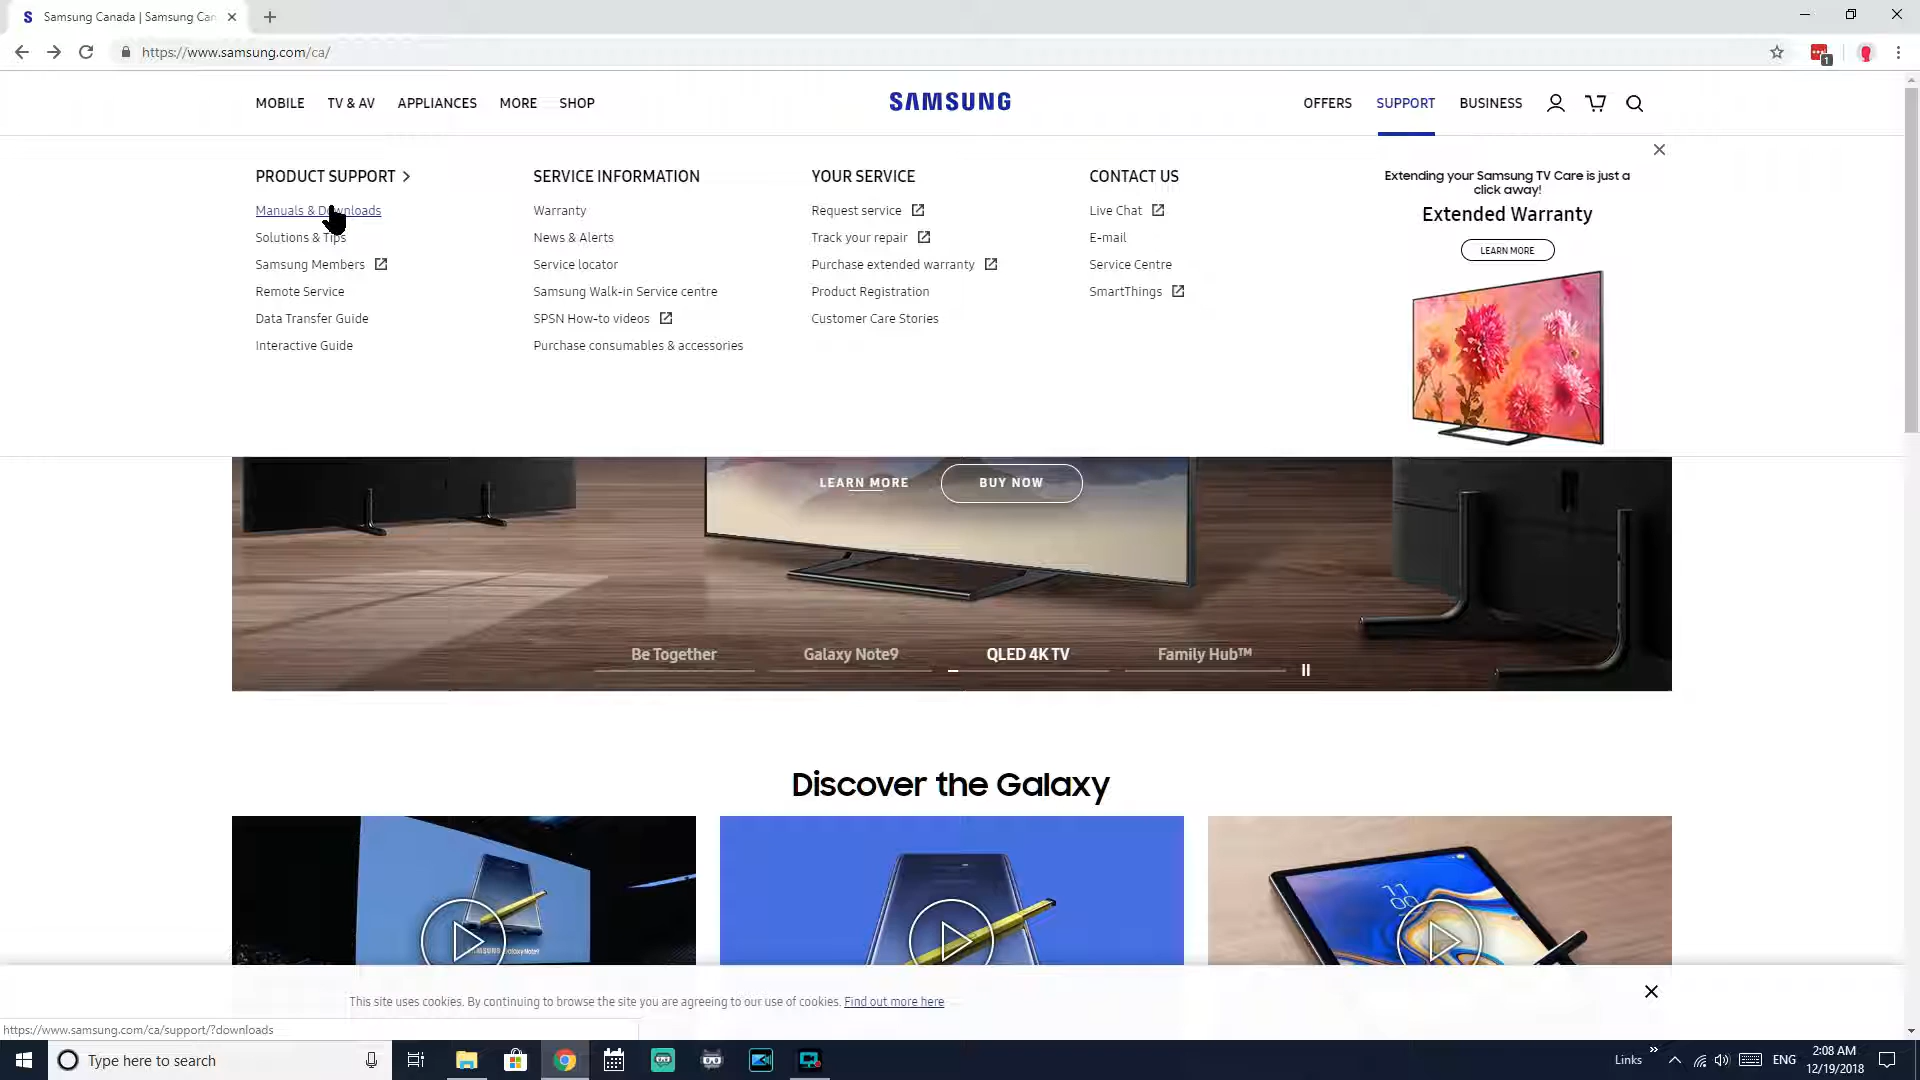 Samsung Canada | Samsung Can
https://www.samsung.com/ca/
1
MOBILE TV & AV APPLIANCES MORE SHOP SAMSUNG OFFERS SUPPORT BUSINESS
PRODUCT SUPPORT
Manuals & Downloads
Solutions & Tips
Samsung Members
Remote Service
Data Transfer Guide
Interactive Guide
SERVICE INFORMATION
Warranty
News & Alerts
Service locator
Samsung Walk-in Service centre
SPSN How-to videos
Purchase consumables & accessories
YOUR SERVICE
Request service
Track your repair
Purchase extended warranty
Product Registration
Customer Care Stories
CONTACT US
Live Chat
E-mail
Service Centre
SmartThings
Extending your Samsung TV Care is just a
click away!
Extended Warranty
LEARN MORE
LEARN MORE BUY NOW
Be Together Galaxy Note9 QLED 4K TV Family Hub™
Discover the Galaxy
This site uses cookies. By continuing to browse the site you are agreeing to our use of cookies. Find out more here
https://www.samsung.com/ca/support/?downloads
Type here to search
Links
ENG
2:08 AM
12/19/2018